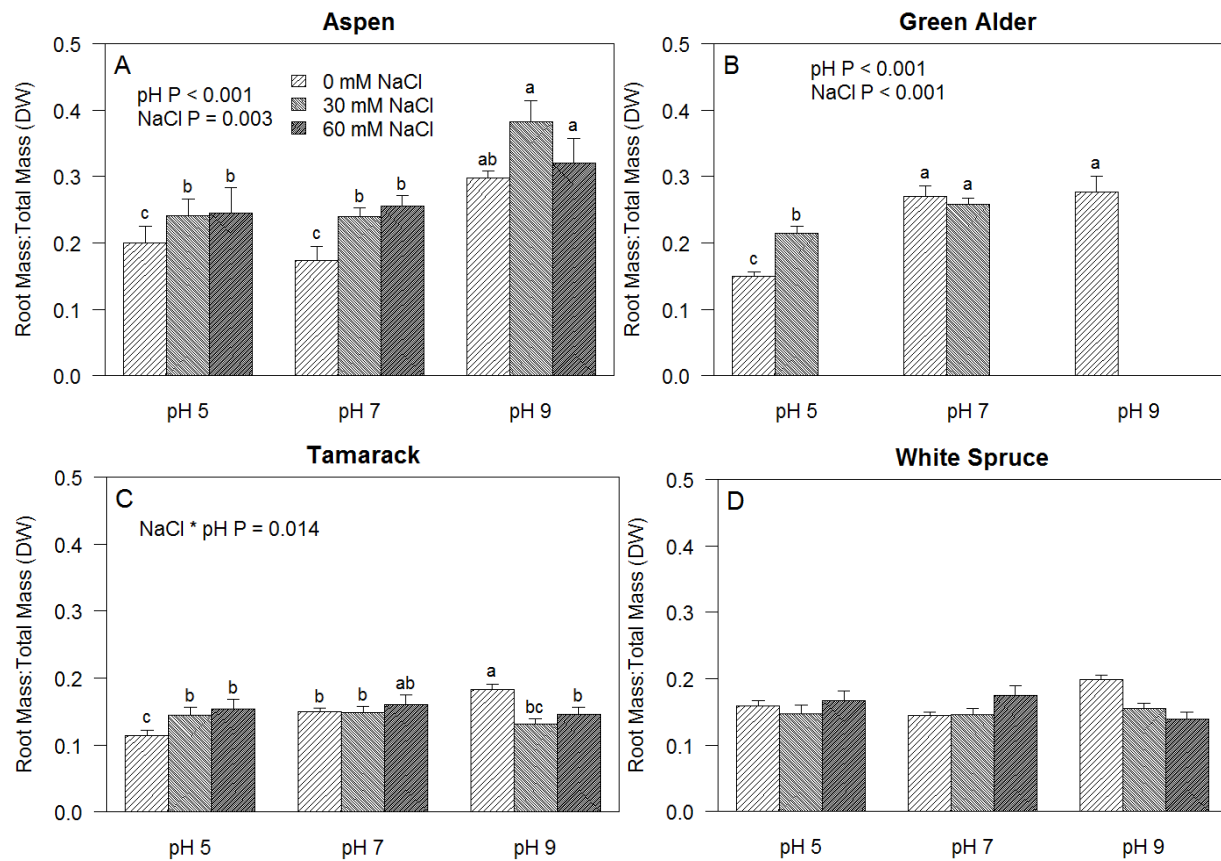 Aspen
A
pH P < 0.001
NaCl P = 0.003
0 mM NaCl
30 mM NaCl
60 mM NaCl
Root Mass:Total Mass (DW)
0.5
0.4
0.3
0.2
0.1
0.0
c
b
b
c
b
b
ab
a
a
pH 5
pH 7
pH 9
Green Alder
B
pH P < 0.001
NaCl P < 0.001
Root Mass:Total Mass (DW)
0.5
0.4
0.3
0.2
0.1
0.0
c
b
a
a
a
pH 5
pH 7
pH 9
Tamarack
C
NaCl * pH P = 0.014
Root Mass:Total Mass (DW)
0.5
0.4
0.3
0.2
0.1
0.0
c
b
b
b
b
ab
a
bc
b
pH 5
pH 7
pH 9
White Spruce
D
Root Mass:Total Mass (DW)
0.5
0.4
0.3
0.2
0.1
0.0
pH 5
pH 7
pH 9